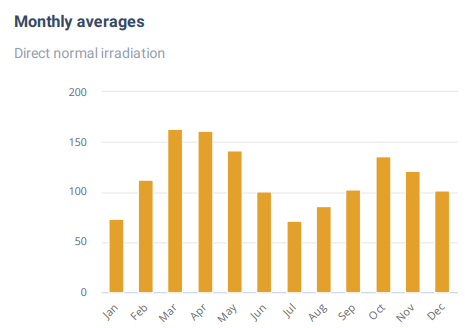 Monthly averages
Direct normal irradiation
200
150
100
50
0
Jan Feb Mar Apr May Jun Jul Aug Sep Oct Nov Dec